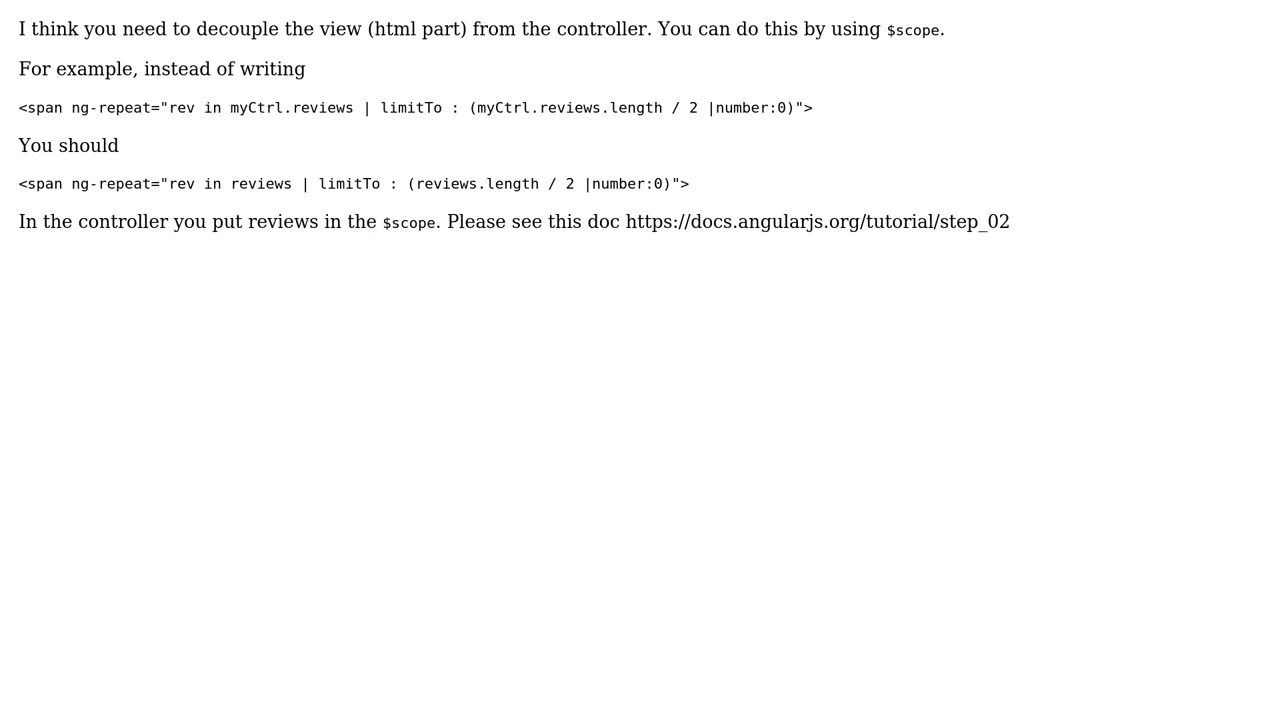 I think you need to decouple the view (html part) from the controller. You can do this by using $scope.
For example, instead of writing
<span ng-repeat="rev in myCtrl.reviews | limitTo : (myCtrl.reviews.length / 2 |number:0)">
You should
<span ng-repeat="rev in reviews | limitTo : (reviews.length / 2 |number:0)">
In the controller you put reviews in the $scope. Please see this doc https://docs.angularjs.org/tutorial/step_02